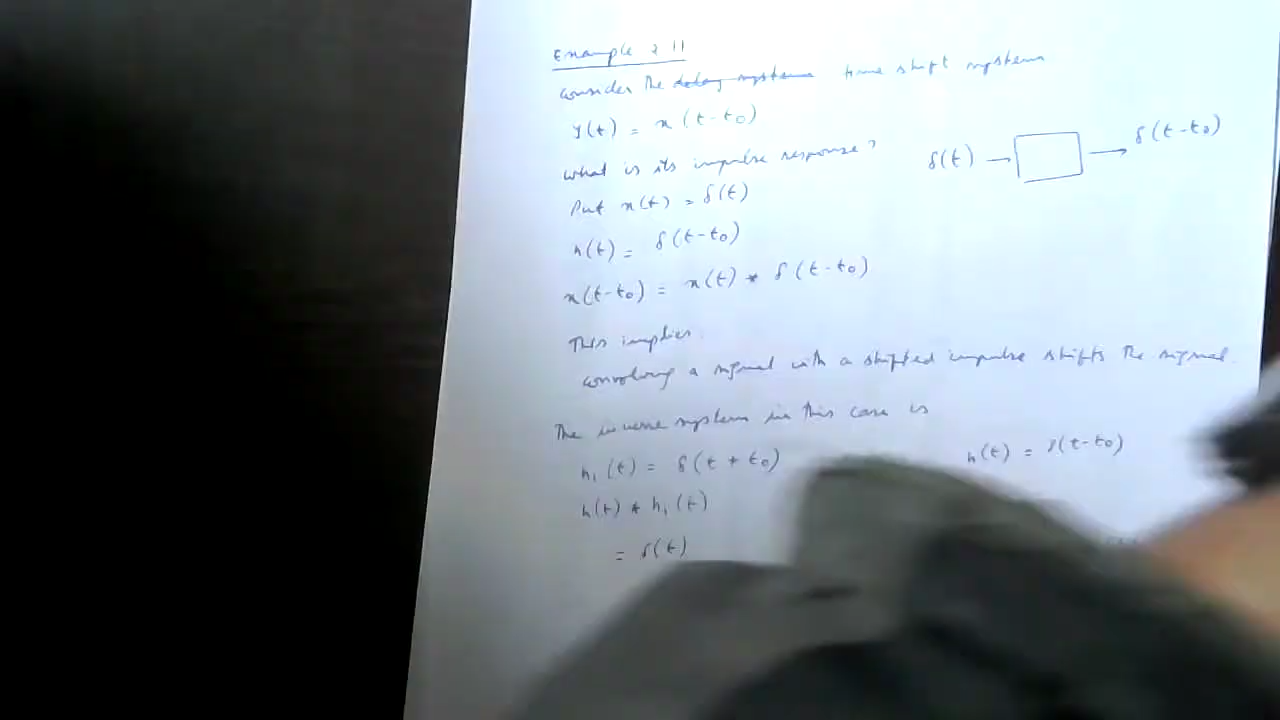 Example 2 11
consider the delay system time shift system
y(t) = x(t-t₀)
what is its impulse response?
δ(t) → δ(t-t₀)
Put x(t) = δ(t)
h(t) = δ(t-t₀)
x(t-t₀) = x(t) * δ(t-t₀)
This implies
convolving a signal with a shifted impulse shifts the signal.
The inverse system in this case is
h₁(t) = δ(t+t₀) h(t) = δ(t-t₀)
h(t) * h₁(t)
= δ(t)